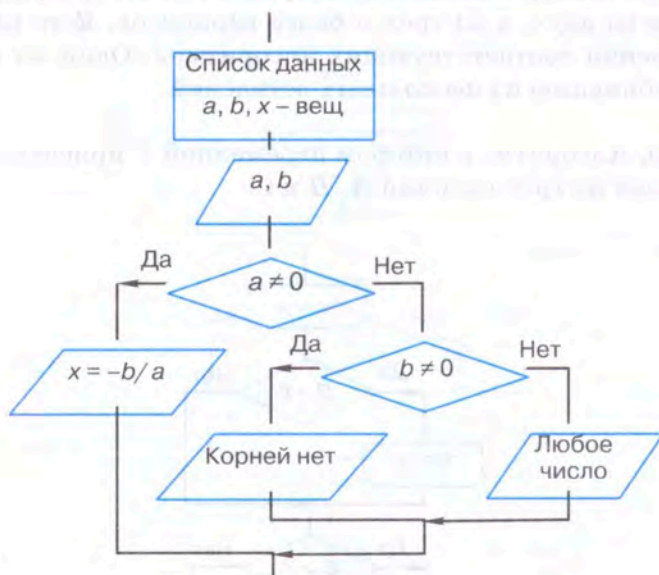 Список данных
a, b, x – вещ
a, b
Да
a ≠ 0
Нет
x = –b/ a
Да
b ≠ 0
Нет
Корней нет
Любое
число